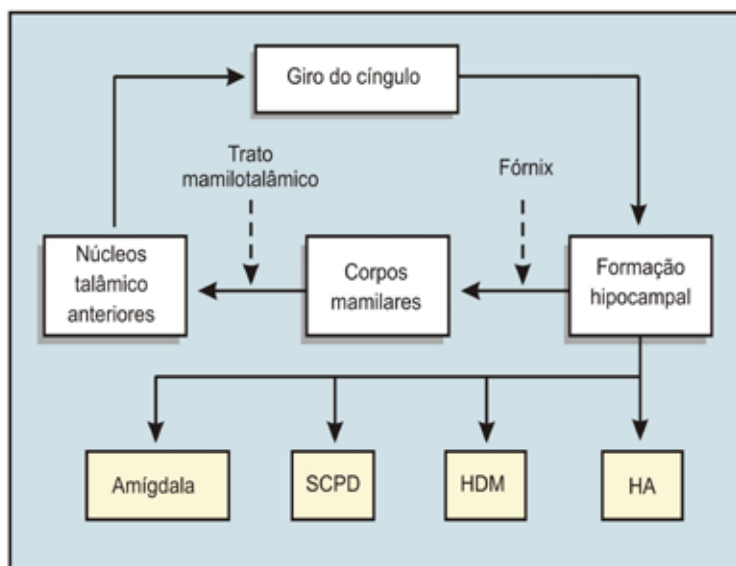 Giro do cíngulo
Trato
mamilotalâmico
Fórnix
Núcleos
talâmico
anteriores
Corpos
mamilares
Formação
hipocampal
Amígdala
SCPD
HDM
HA